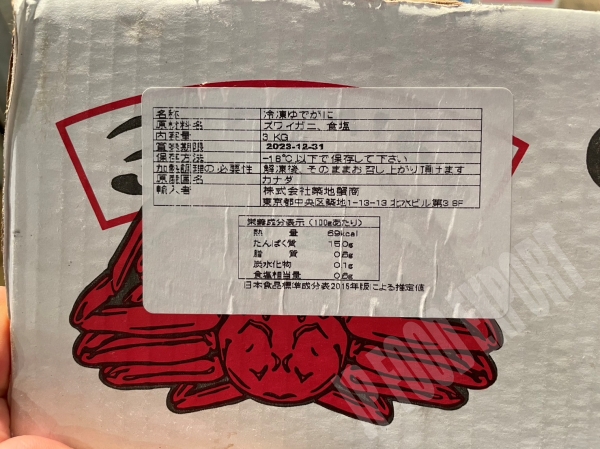 名称 冷凍ゆでがに
原材料名 ズワイガニ、食塩
内容量 3 KG
賞味期限 2023-12-31
保存方法 -18℃以下で保存して下さい
加熱調理の必要性 解凍後、そのままお召し上がり頂けます
原産国名 カナダ
輸入者 株式会社築地蟹商
東京都中央区築地1-13-13 北水ビル第3 8F
栄養成分表示(100gあたり)
熱 量 69kcal
たんぱく質 15.0g
脂 質 0.6g
炭水化物 0.1g
食塩相当量 0.6g
日本食品標準成分表2015年版による推定値
JP FOOD EXPORT